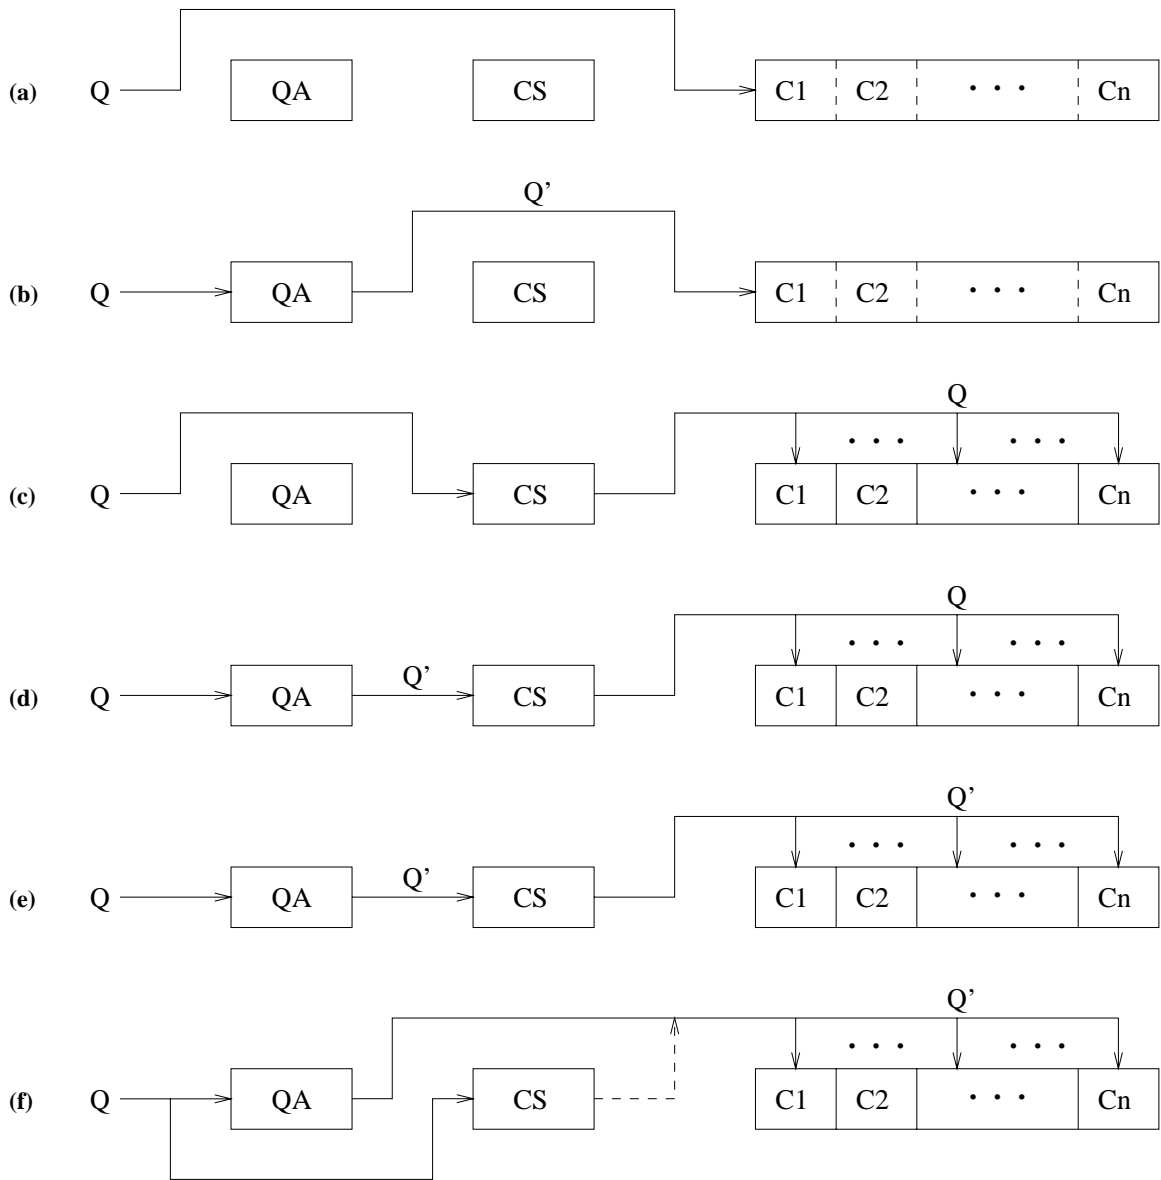 (a) Q QA CS C1 C2 . . . Cn
Q’
(b) Q QA CS C1 C2 . . . Cn
Q
. . . . . .
(c) Q QA CS C1 C2 . . . Cn
Q
. . . . . .
(d) Q QA Q’ CS C1 C2 . . . Cn
Q’
. . . . . .
(e) Q QA Q’ CS C1 C2 . . . Cn
Q’
. . . . . .
(f) Q QA CS C1 C2 . . . Cn